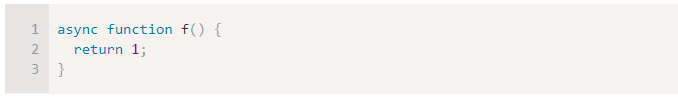 1 async function f() {
2   return 1;
3 }